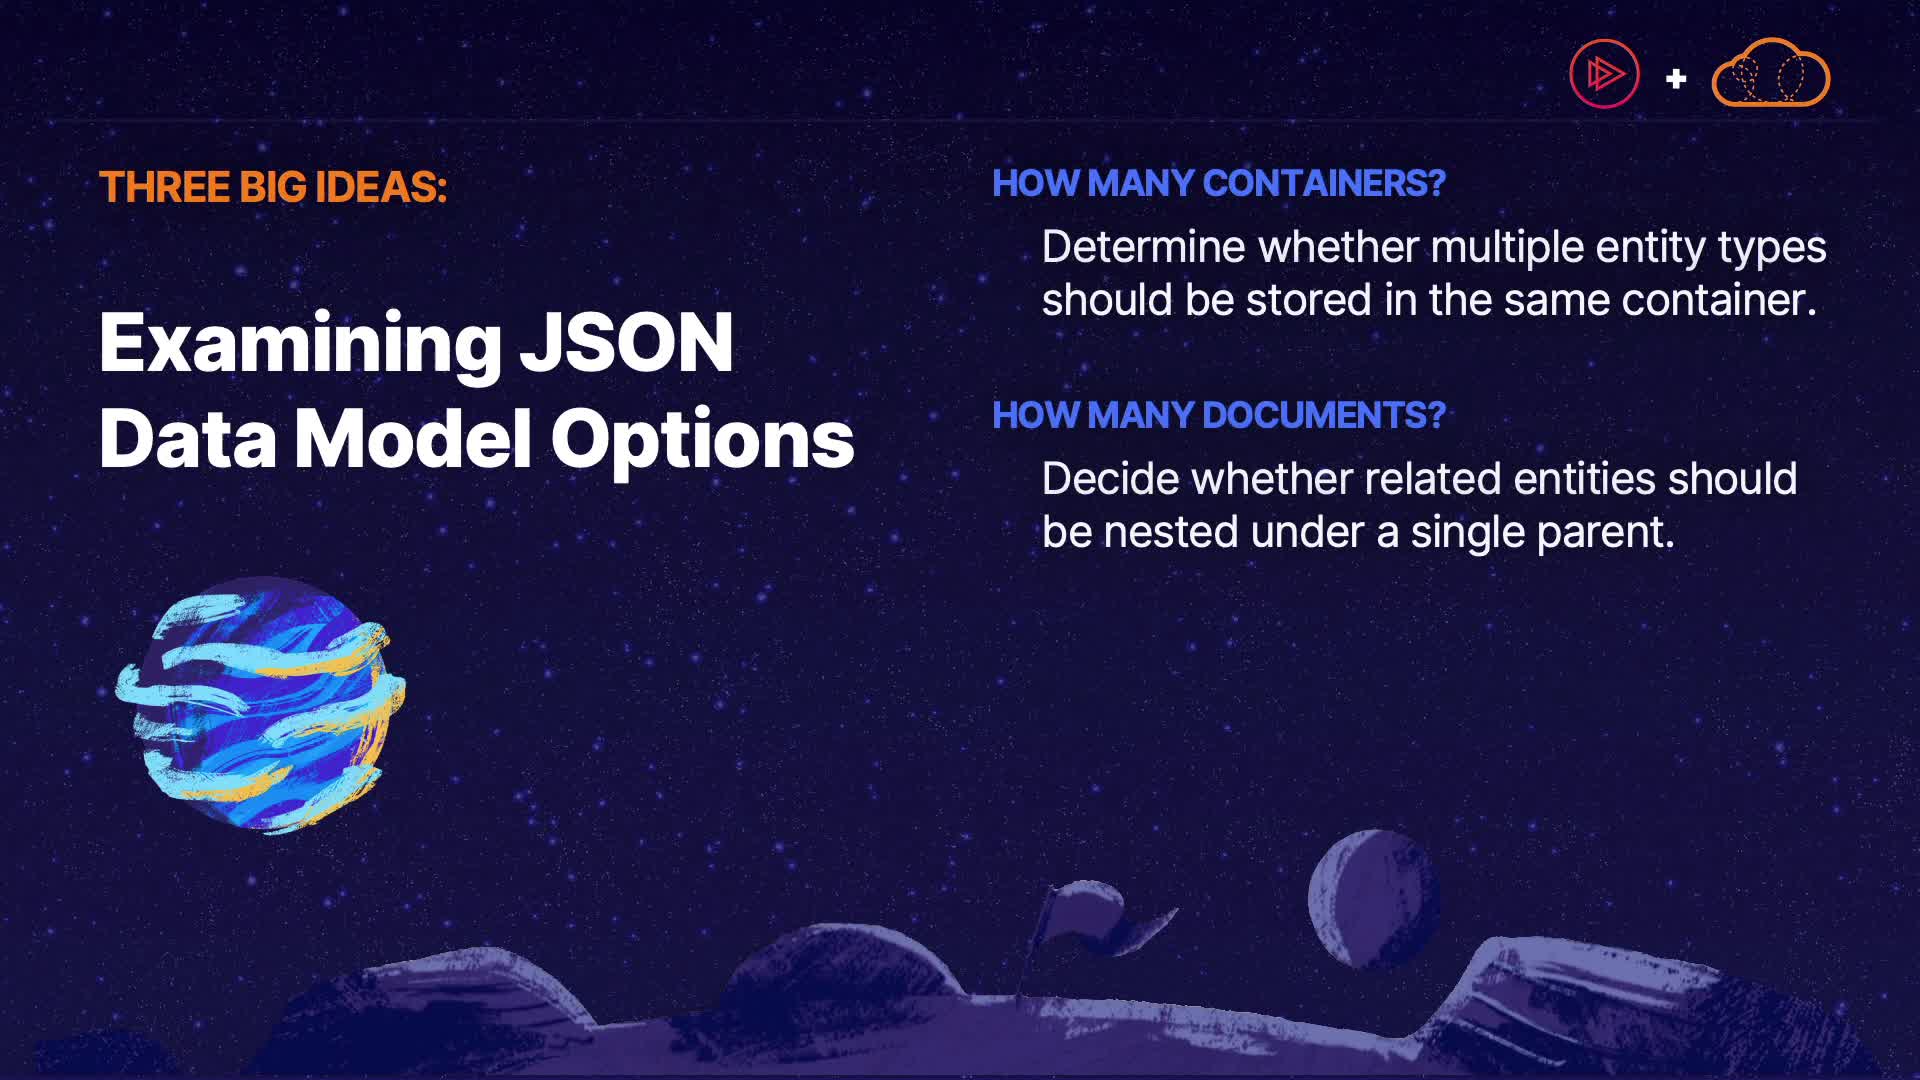 THREE BIG IDEAS:
Examining JSON
Data Model Options
HOW MANY CONTAINERS?
Determine whether multiple entity types
should be stored in the same container.
HOW MANY DOCUMENTS?
Decide whether related entities should
be nested under a single parent.